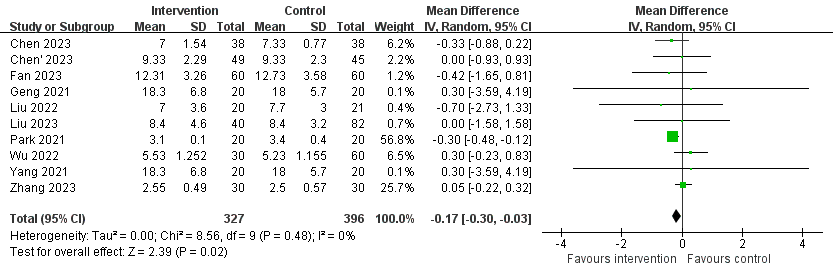 Intervention Control Mean Difference Mean Difference
Study or Subgroup Mean SD Total Mean SD Total Weight IV, Random, 95% CI IV, Random, 95% CI
Chen 2023 7 1.54 38 7.33 0.77 38 6.2% -0.33 [-0.88, 0.22]
Chen' 2023 9.33 2.29 49 9.33 2.3 45 2.2% 0.00 [-0.93, 0.93]
Fan 2023 12.31 3.26 60 12.73 3.58 60 1.2% -0.42 [-1.65, 0.81]
Geng 2021 18.3 6.8 20 18 5.7 20 0.1% 0.30 [-3.59, 4.19]
Liu 2022 7 3.6 20 7.7 3 21 0.5% -0.70 [-2.73, 1.33]
Liu 2023 8.4 4.6 40 8.4 3.2 82 0.7% 0.00 [-1.58, 1.58]
Park 2021 3.1 0.1 20 3.4 0.4 20 56.8% -0.30 [-0.48, -0.12]
Wu 2022 5.53 1.252 30 5.23 1.155 60 6.6% 0.30 [-0.23, 0.83]
Yang 2021 18.3 6.8 20 18 5.7 20 0.1% 0.30 [-3.59, 4.19]
Zhang 2023 2.55 0.49 30 2.5 0.57 30 25.7% 0.05 [-0.22, 0.32]
Total (95% CI) 327 396 100.0% -0.17 [-0.30, -0.03]
Heterogeneity: Tau² = 0.00; Chi² = 8.56, df = 9 (P = 0.48); I² = 0%
Test for overall effect: Z = 2.39 (P = 0.02)
-4 -2 0 2 4
Favours intervention Favours control